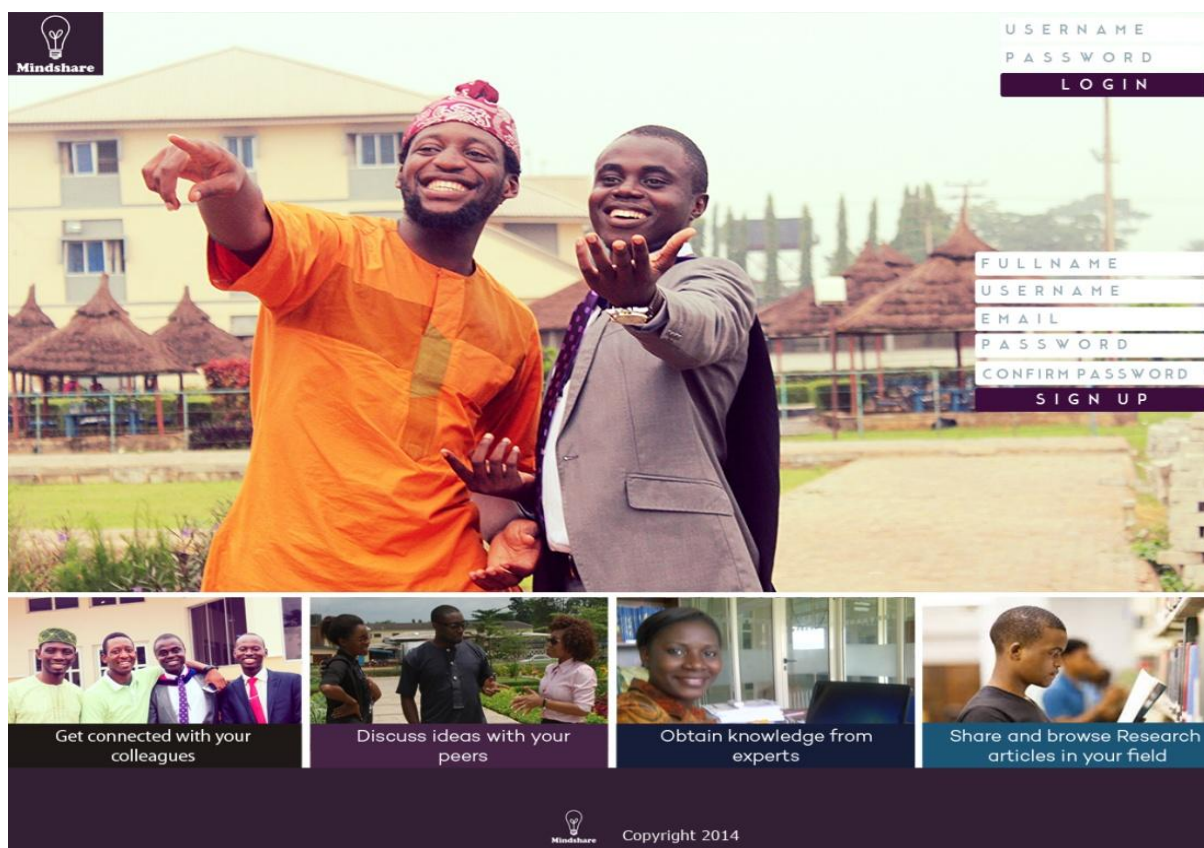 Mindshare
USERNAME
PASSWORD
LOGIN
FULLNAME
USERNAME
EMAIL
PASSWORD
CONFIRM PASSWORD
SIGN UP
Get connected with your
colleagues
Discuss ideas with your
peers
Obtain knowledge from
experts
Share and browse Research
articles in your field
Mindshare
Copyright 2014